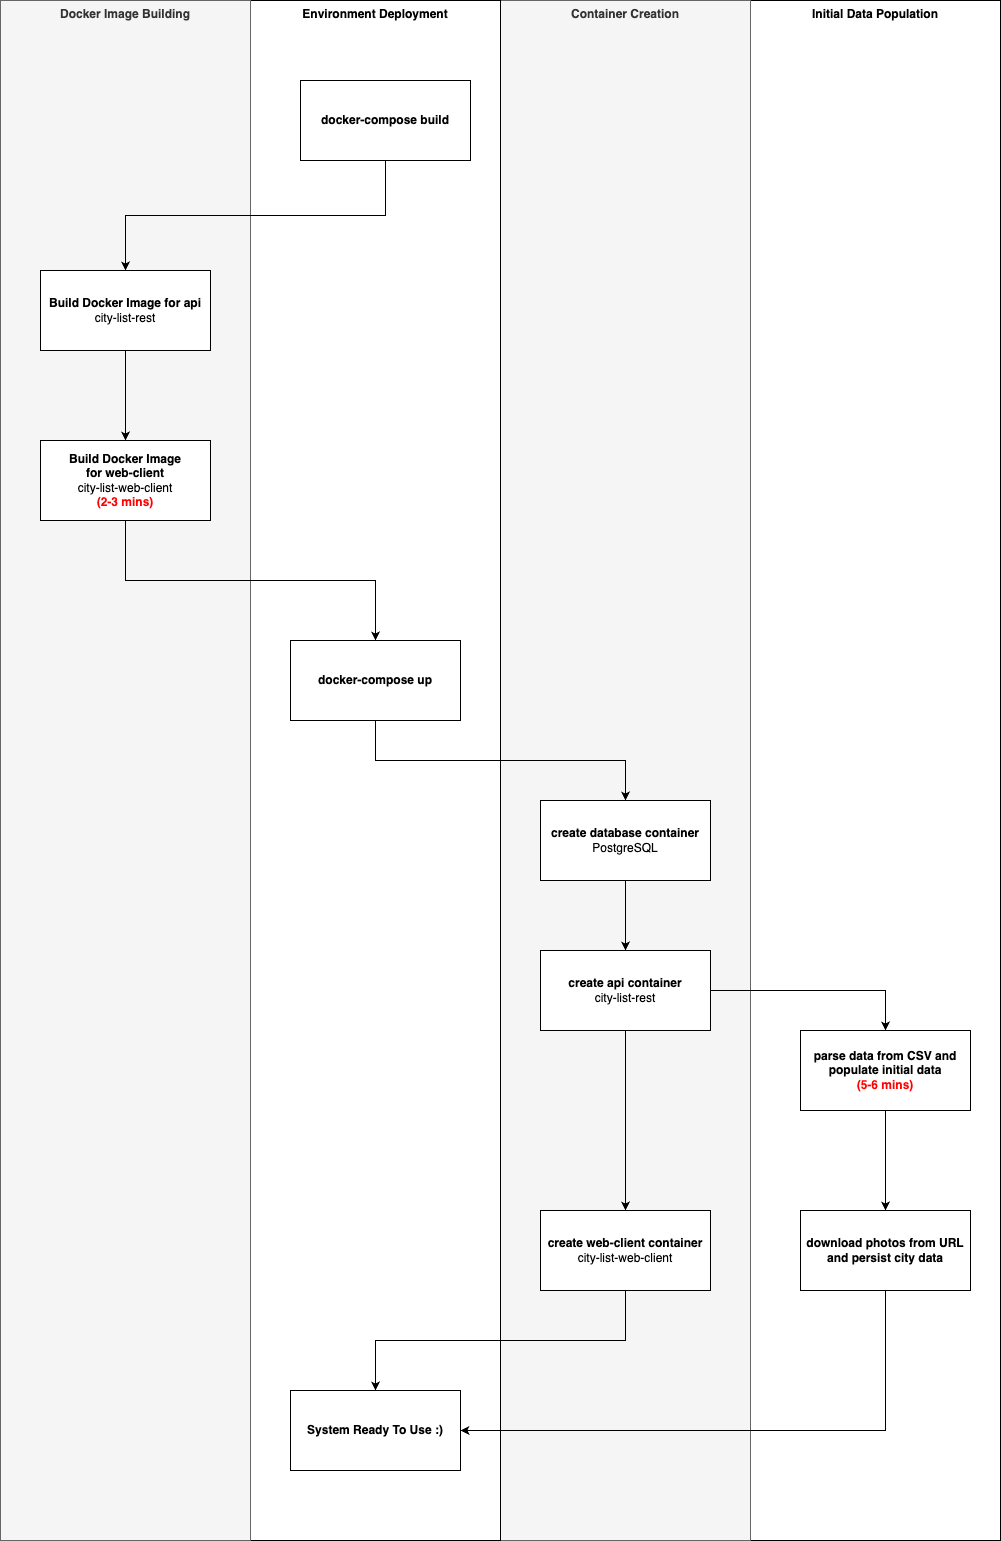 Docker Image Building
Environment Deployment
Container Creation
Initial Data Population
docker-compose build
Build Docker Image for api
city-list-rest
Build Docker Image
for web-client
city-list-web-client
(2-3 mins)
docker-compose up
create database container
PostgreSQL
create api container
city-list-rest
parse data from CSV and
populate initial data
(5-6 mins)
create web-client container
city-list-web-client
download photos from URL
and persist city data
System Ready To Use :)